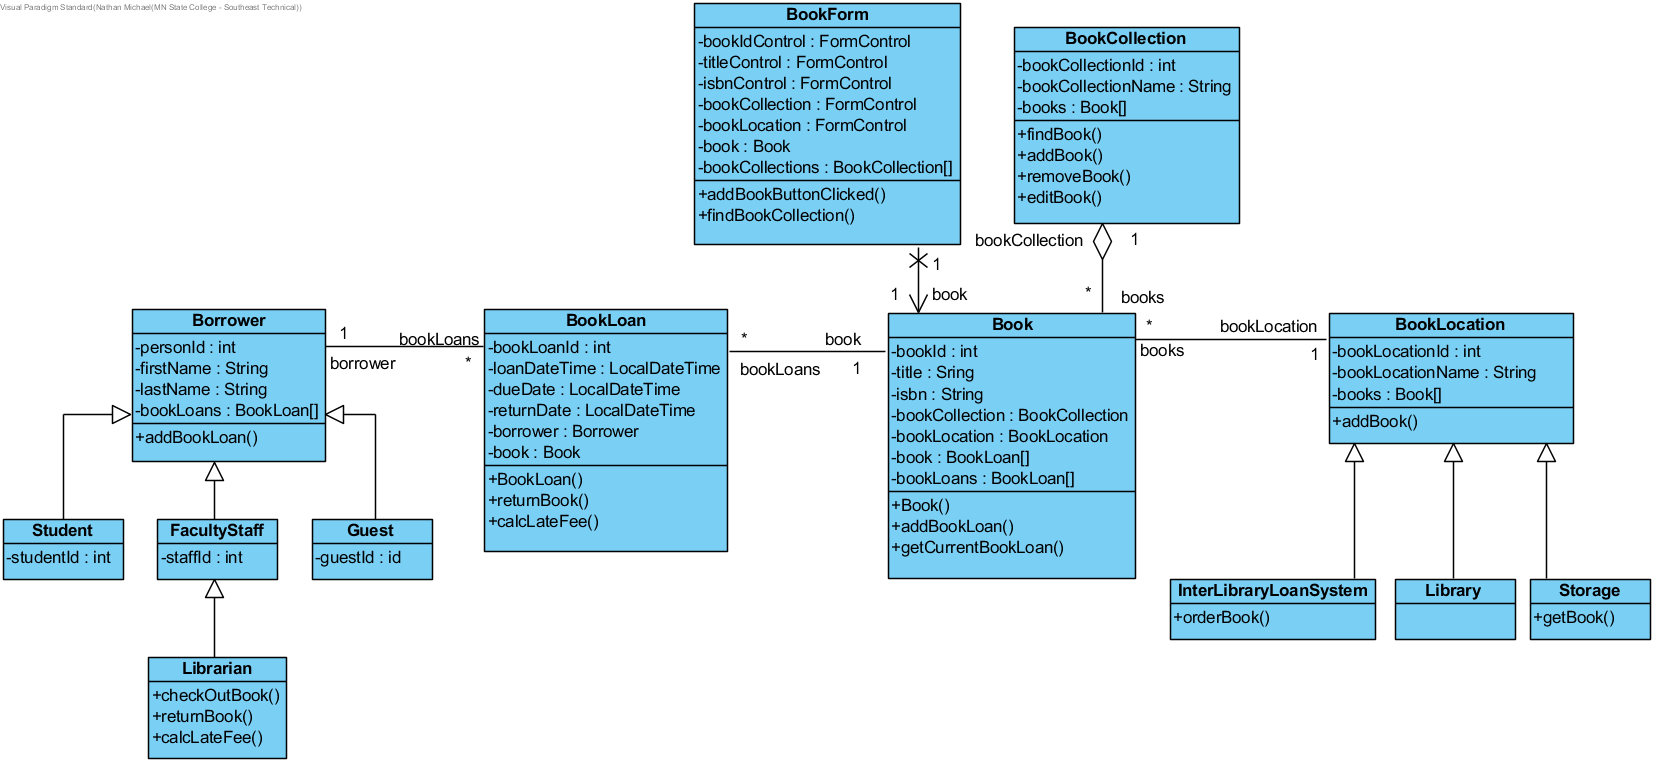 Visual Paradigm Standard(Nathan Michael(MN State College - Southeast Technical))
BookForm
-bookIdControl : FormControl
-titleControl : FormControl
-isbnControl : FormControl
-bookCollection : FormControl
-bookLocation : FormControl
-book : Book
-bookCollections : BookCollection[]
+addBookButtonClicked()
+findBookCollection()
BookCollection
-bookCollectionId : int
-bookCollectionName : String
-books : Book[]
+findBook()
+addBook()
+removeBook()
+editBook()
bookCollection
1
*
books
1
1
book
Borrower
-personId : int
-firstName : String
-lastName : String
-bookLoans : BookLoan[]
+addBookLoan()
1
bookLoans
borrower
*
BookLoan
-bookLoanId : int
-loanDateTime : LocalDateTime
-dueDate : LocalDateTime
-returnDate : LocalDateTime
-borrower : Borrower
-book : Book
+BookLoan()
+returnBook()
+calcLateFee()
*
book
bookLoans
1
Book
-bookId : int
-title : Sring
-isbn : String
-bookCollection : BookCollection
-bookLocation : BookLocation
-book : BookLoan[]
-bookLoans : BookLoan[]
+Book()
+addBookLoan()
+getCurrentBookLoan()
*
bookLocation
books
1
BookLocation
-bookLocationId : int
-bookLocationName : String
-books : Book[]
+addBook()
Student
-studentId : int
FacultyStaff
-staffId : int
Guest
-guestId : id
Librarian
+checkOutBook()
+returnBook()
+calcLateFee()
InterLibraryLoanSystem
+orderBook()
Library
Storage
+getBook()